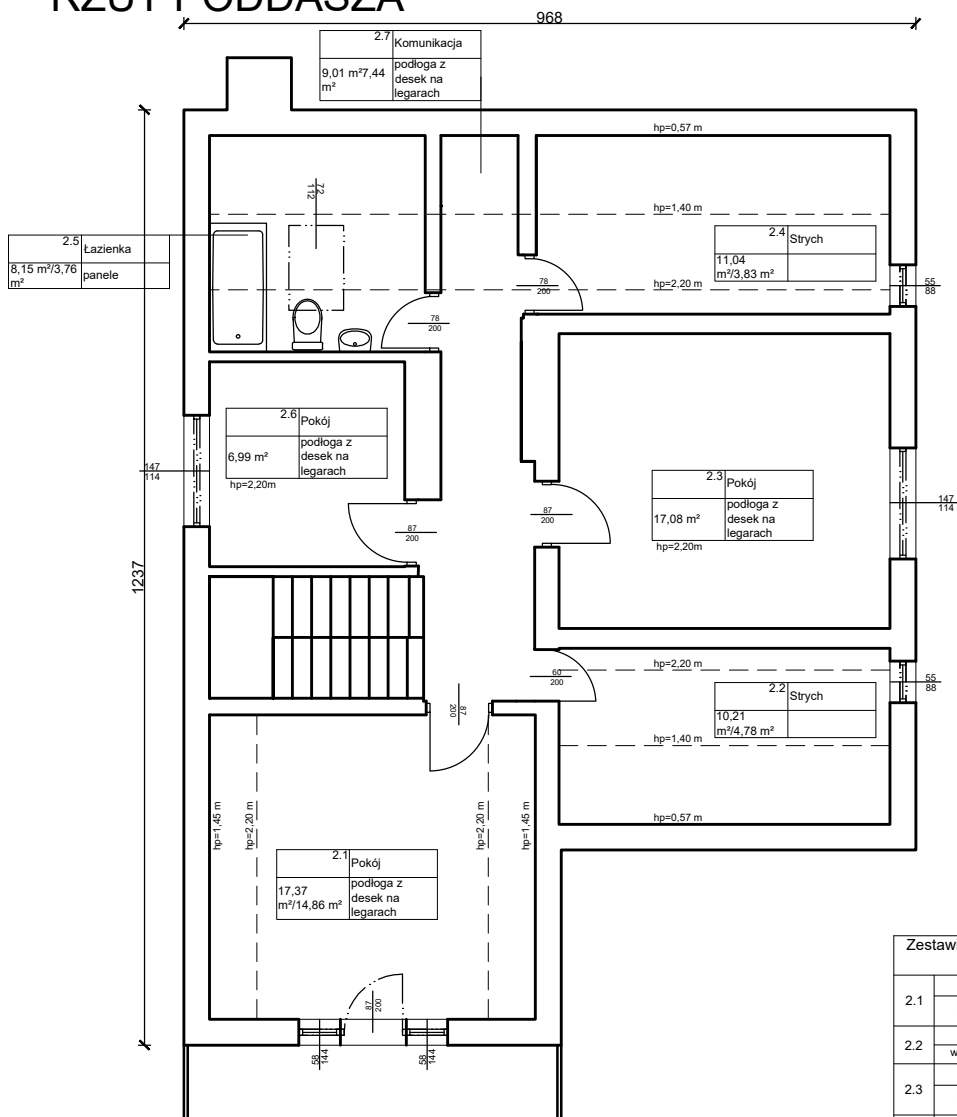 RZUT PODDASZA
968
2.7 Komunikacja
9,01 m²7,44 m²
podłoga z
desek na
legarach
hp=0,57 m
72
112
hp=1,40 m
2.5 Łazienka
8,15 m²/3,76 m²
panele
2.4 Strych
11,04
m²/3,83 m²
78
200
hp=2,20 m
55
88
78
200
2.6 Pokój
6,99 m²
podłoga z
desek na
legarach
hp=2,20m
147
114
2.3 Pokój
17,08 m²
podłoga z
desek na
legarach
hp=2,20m
147
114
87
200
87
200
1237
hp=2,20 m
60
200
55
88
2.2 Strych
10,21
m²/4,78 m²
87
200
hp=1,40 m
hp=1,45 m
hp=2,20 m
hp=2,20 m
hp=1,45 m
hp=0,57 m
2.1 Pokój
17,37
m²/14,86 m²
podłoga z
desek na
legarach
87
200
58
144
58
144
Zestawi
2.1
2.2
w
2.3